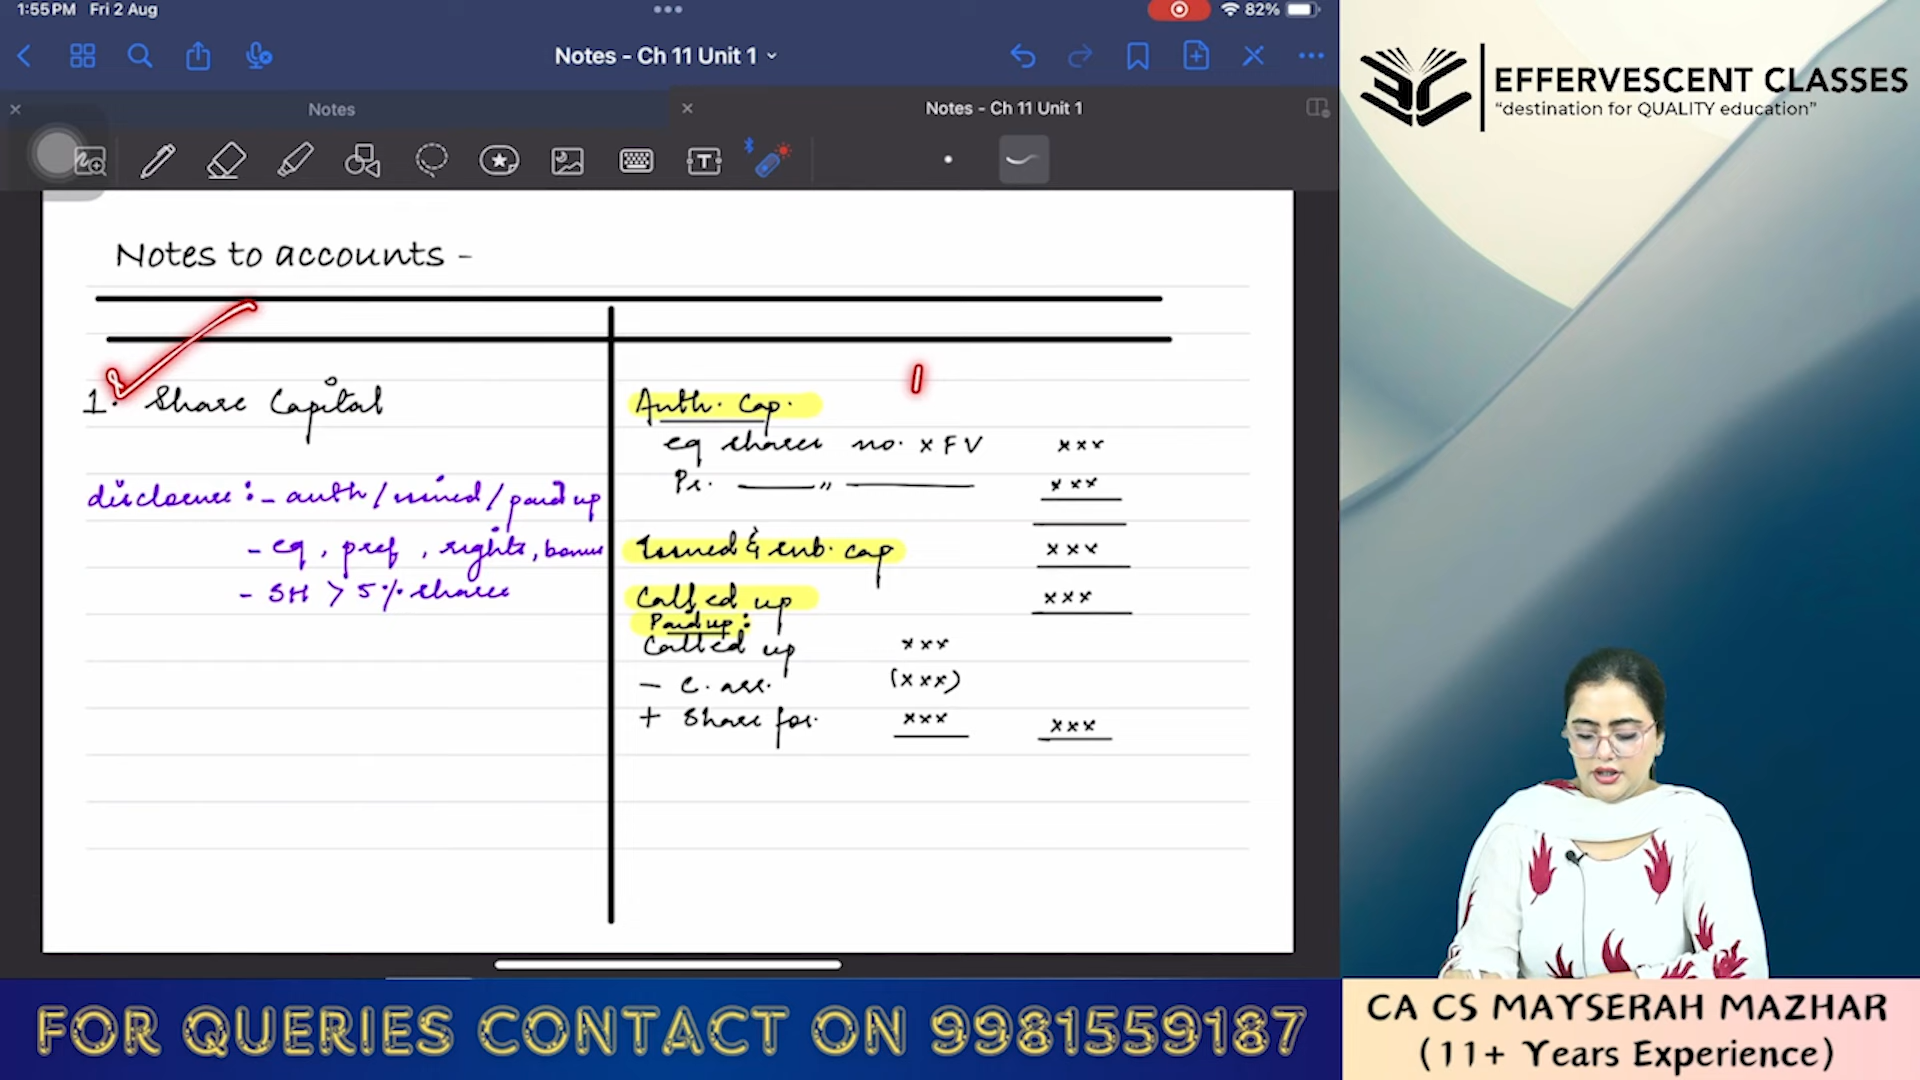 1:55 PM Fri 2 Aug
82%
Notes - Ch 11 Unit 1
Notes
Notes - Ch 11 Unit 1
EFFERVESCENT CLASSES
"destination for QUALITY education"
Notes to accounts -
1. Share Capital
disclosure: - auth / issued / paid up
- eq, pref, rights, bonus
- SH > 5% shares
Auth. Cap.
eq shares no. x FV xxx
Pr. —— " —— xxx
Issued & sub. cap xxx
Called up xxx
Paid up:
Called up xxx
- C. arr. (xxx)
+ Share for. xxx xxx
FOR QUERIES CONTACT ON 9981559187
CA CS MAYSERAH MAZHAR
(11+ Years Experience)